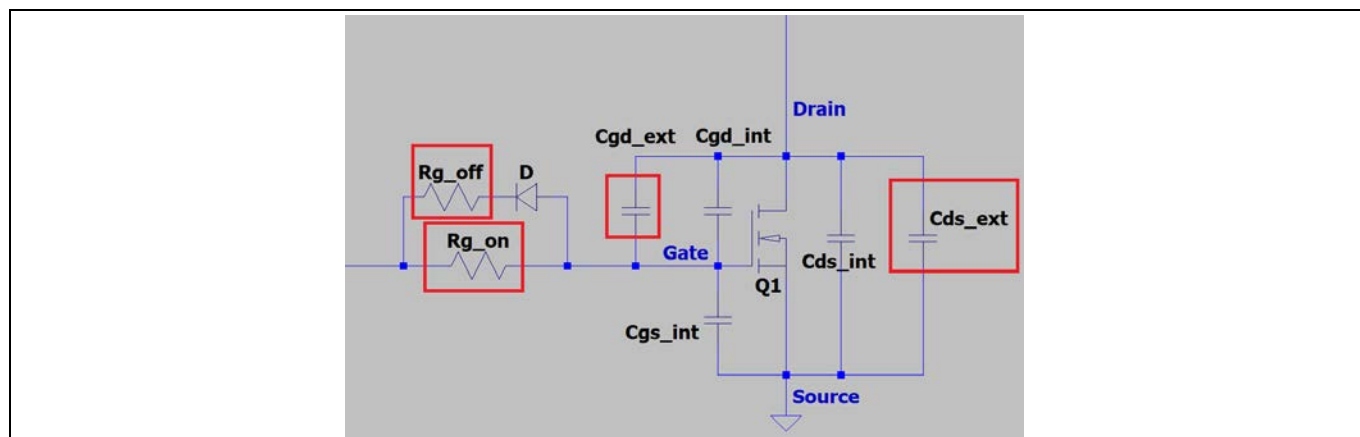 Drain
Cgd_ext Cgd_int
Rg_off D
Rg_on
Cds_ext
Gate
Cds_int
Q1
Cgs_int
Source